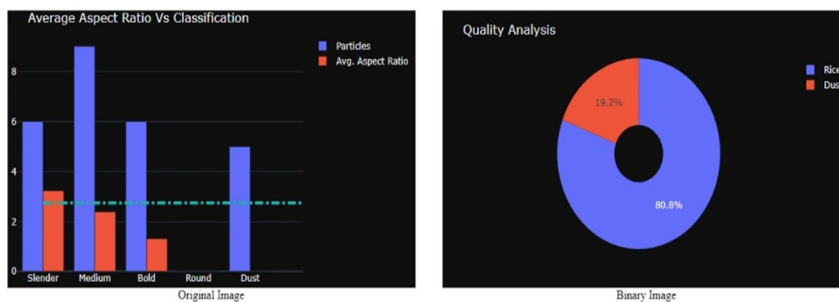 Average Aspect Ratio Vs Classification
Particles
Avg. Aspect Ratio
8
6
4
2
0
Slender Medium Bold Round Dust
Original Image
Quality Analysis
Rice
Dus
19.2%
80.8%
Binary Image